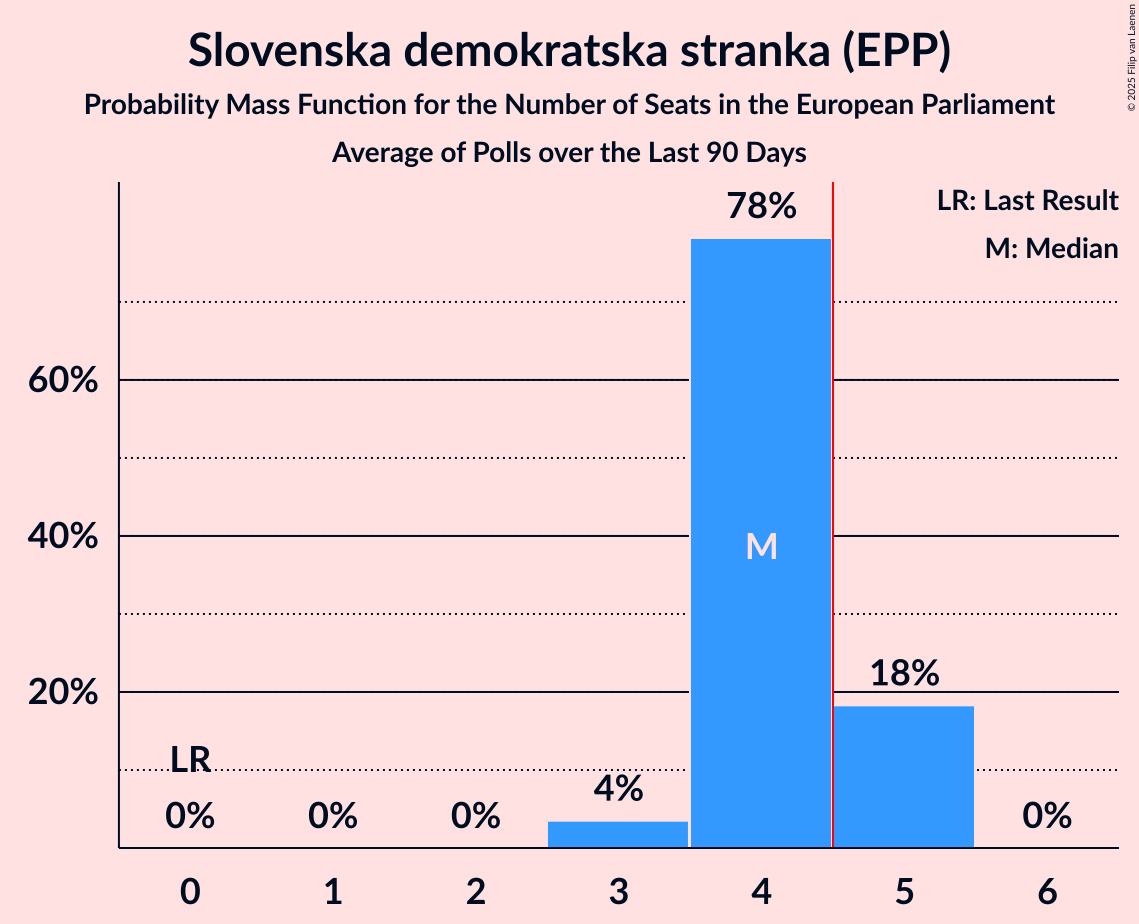 Slovenska demokratska stranka (EPP)
Probability Mass Function for the Number of Seats in the European Parliament
Average of Polls over the Last 90 Days
© 2025 Filip van Laenen
LR: Last Result
M: Median
78%
60%
40%
M
20%
18%
LR
4%
0%
0%
0%
0%
0
1
2
3
4
5
6